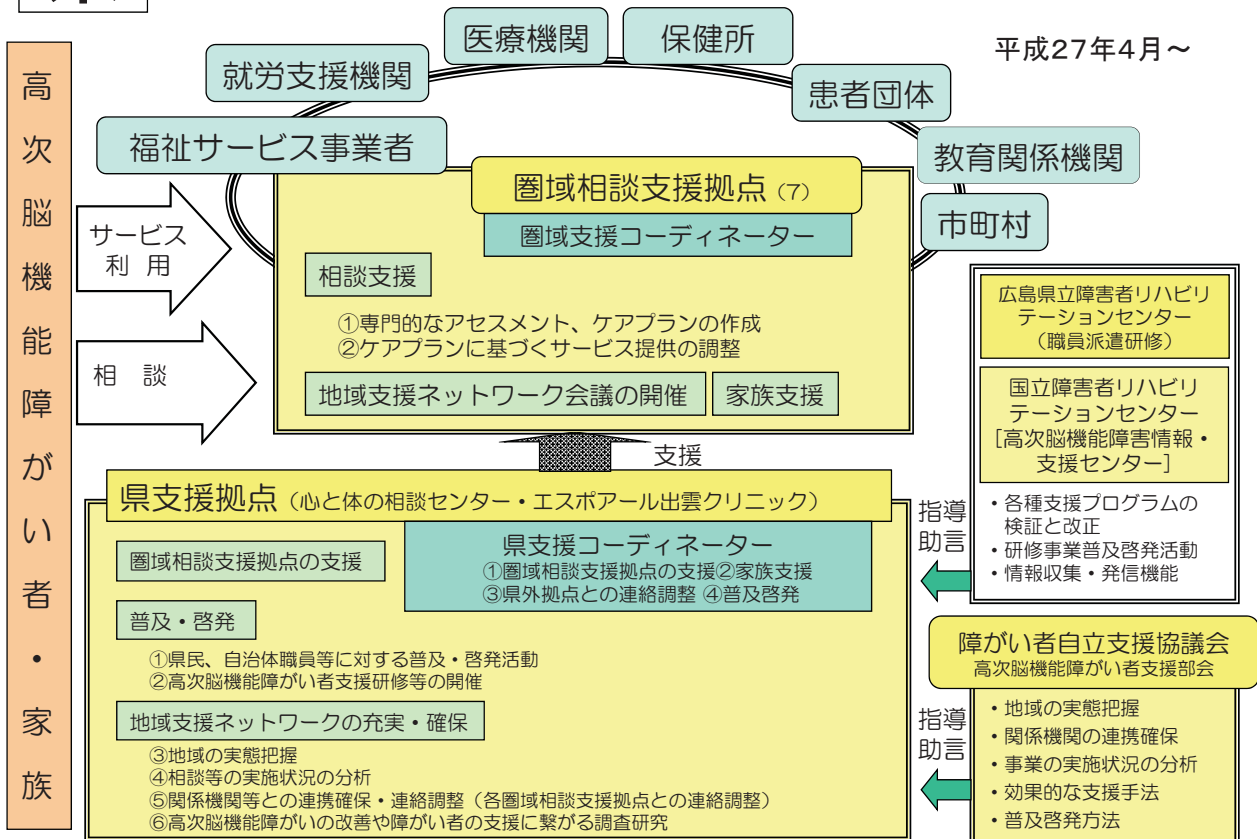 平成27年4月～
高次脳機能障がい者・家族
医療機関
保健所
就労支援機関
患者団体
福祉サービス事業者
教育関係機関
市町村
サービス
利用
相談
圏域相談支援拠点（7）
圏域支援コーディネーター
相談支援
①専門的なアセスメント、ケアプランの作成
②ケアプランに基づくサービス提供の調整
地域支援ネットワーク会議の開催
家族支援
支援
県支援拠点（心と体の相談センター・エスポアール出雲クリニック）
圏域相談支援拠点の支援
県支援コーディネーター
①圏域相談支援拠点の支援②家族支援
③県外拠点との連絡調整 ④普及啓発
普及・啓発
①県民、自治体職員等に対する普及・啓発活動
②高次脳機能障がい者支援研修等の開催
地域支援ネットワークの充実・確保
③地域の実態把握
④相談等の実施状況の分析
⑤関係機関等との連携確保・連絡調整（各圏域相談支援拠点との連絡調整）
⑥高次脳機能障がいの改善や障がい者の支援に繋がる調査研究
広島県立障害者リハビリ
テーションセンター
（職員派遣研修）
国立障害者リハビリ
テーションセンター
［高次脳機能障害情報・
支援センター］
・各種支援プログラムの
検証と改正
・研修事業普及啓発活動
・情報収集・発信機能
指導
助言
障がい者自立支援協議会
高次脳機能障がい者支援部会
・地域の実態把握
・関係機関の連携確保
・事業の実施状況の分析
・効果的な支援手法
・普及啓発方法
指導
助言